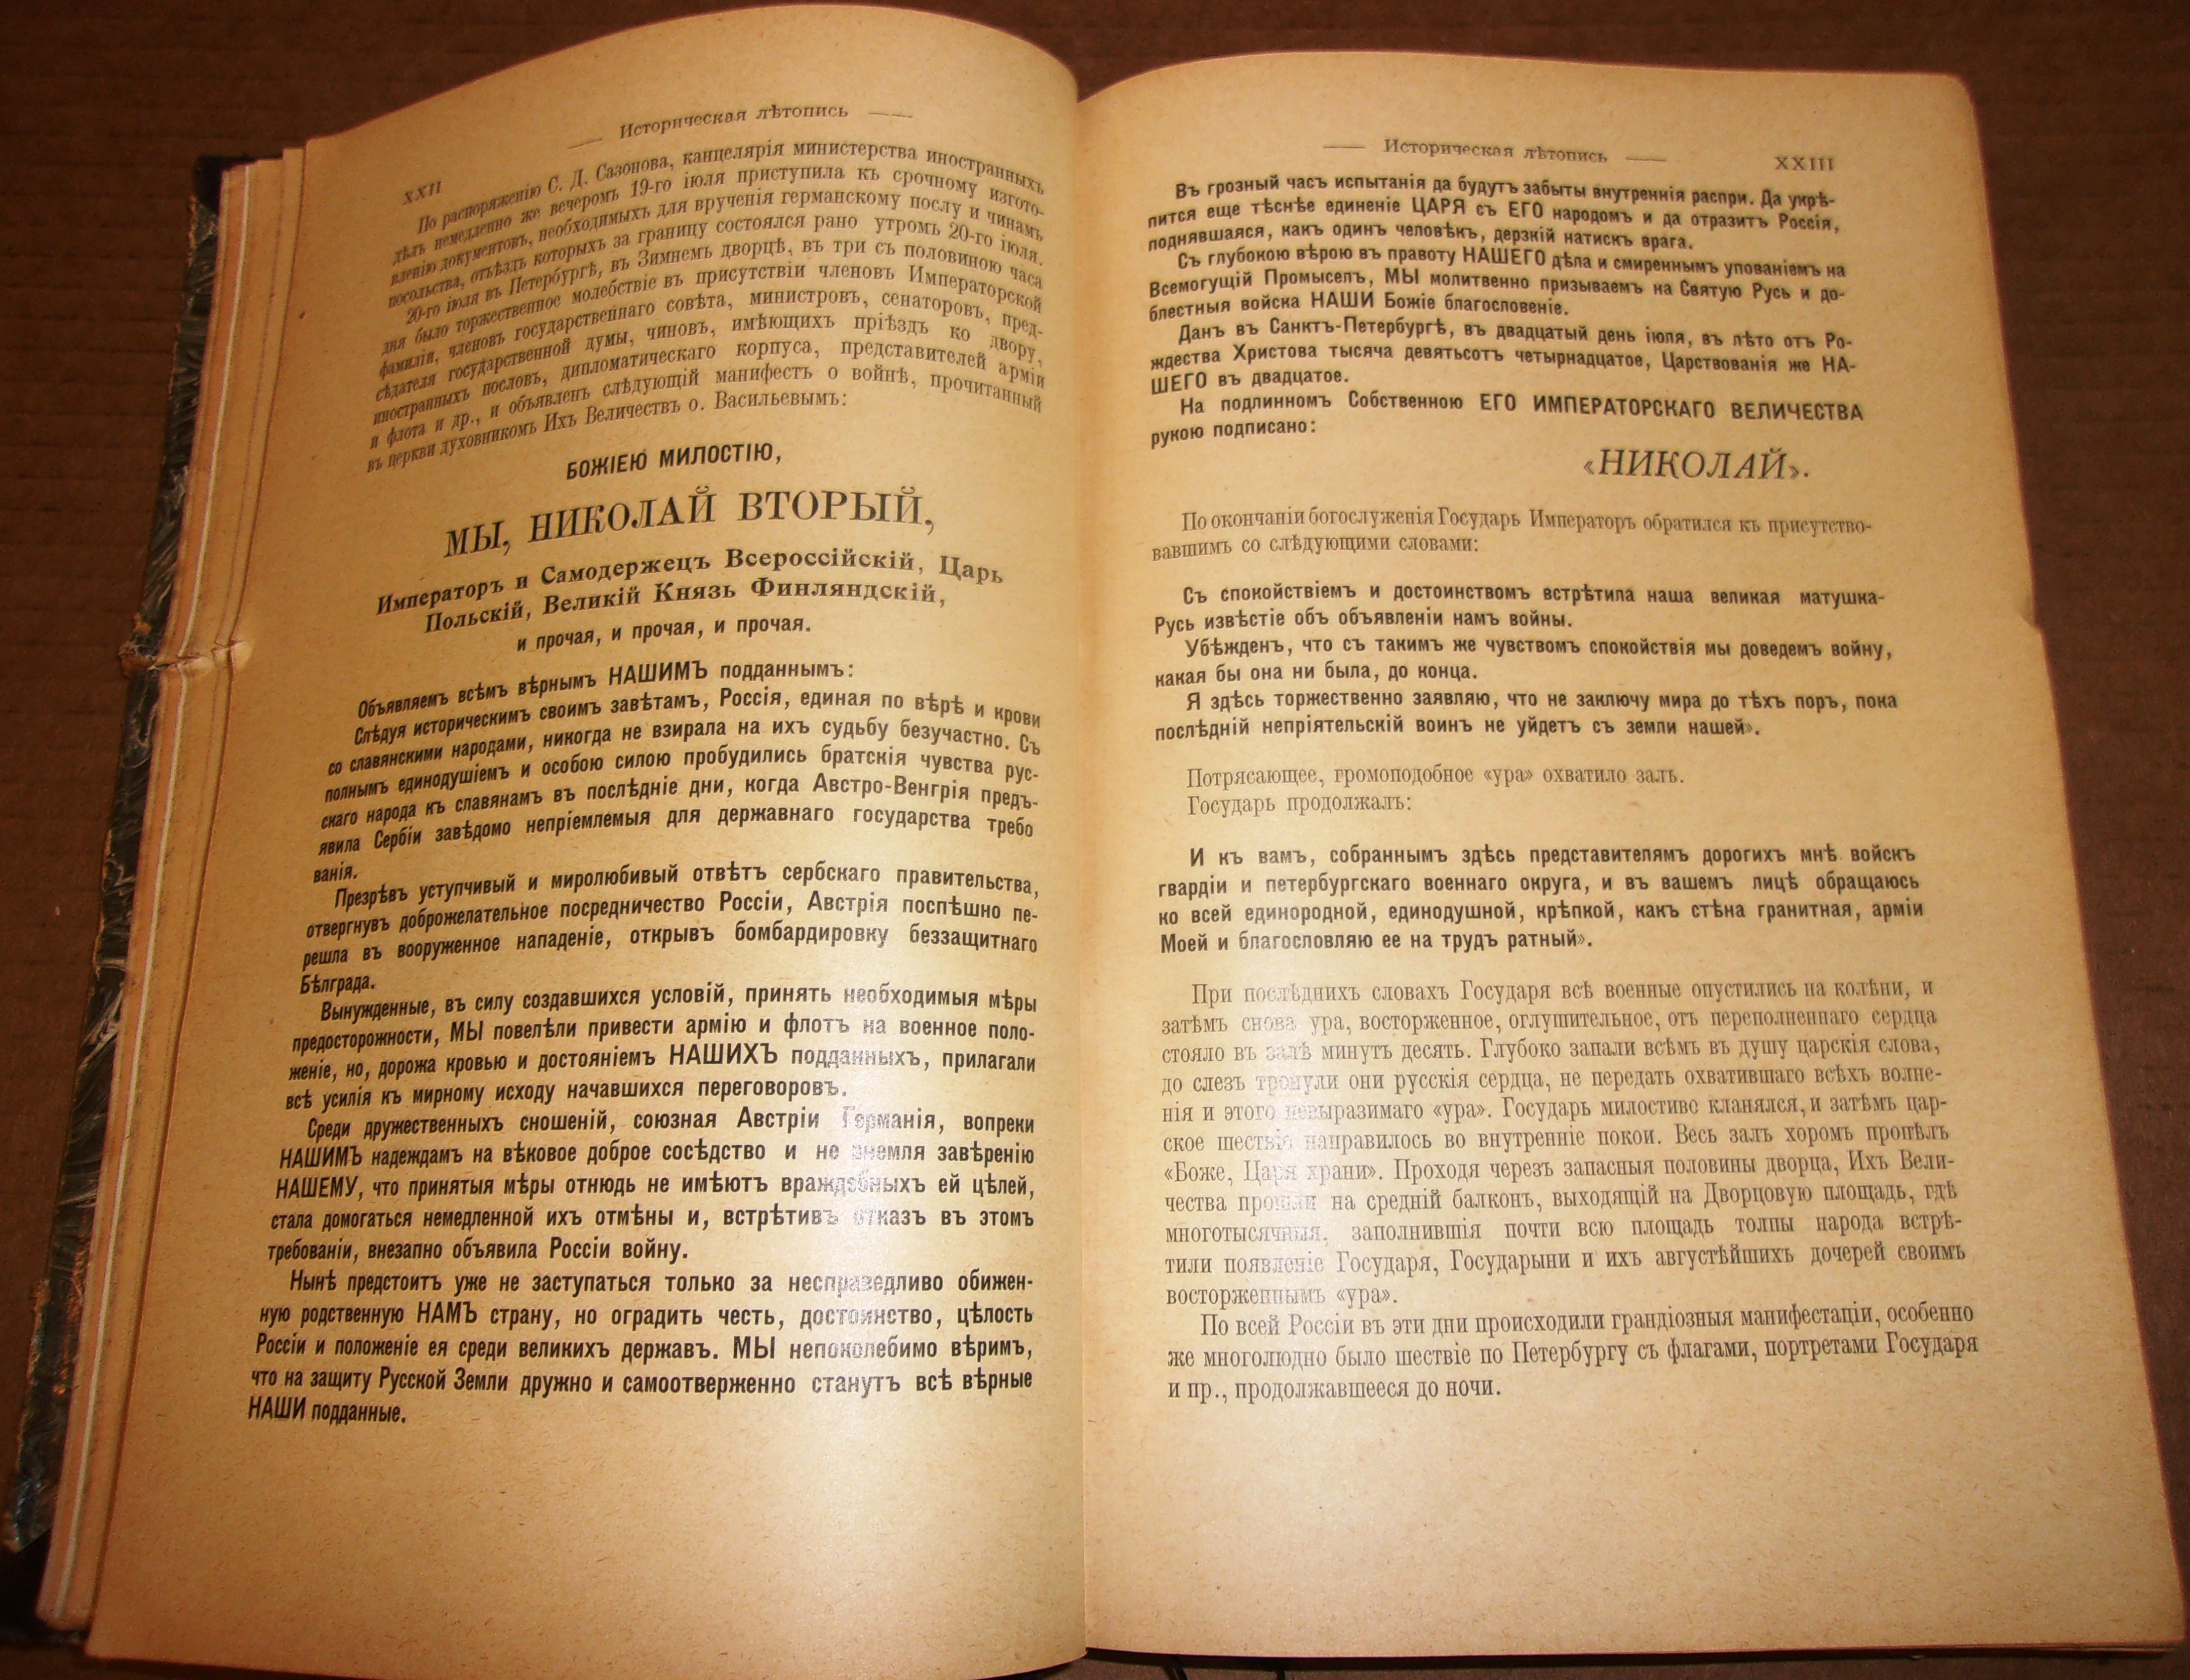 XXII
— Историческая лѣтопись —
По распоряженію С. Д. Сазонова, канцелярія министерства иностранныхъ
дѣлъ немедленно же вечеромъ 19-го іюля приступила къ срочному изгото-
вленію документовъ, необходимыхъ для врученія германскому послу и чинамъ
посольства, отъѣздъ которыхъ за границу состоялся рано утромъ 20-го іюля.
20-го іюля въ Петербургѣ, въ Зимнемъ дворцѣ, въ три съ половиною часа
дня было торжественное молебствіе въ присутствіи членовъ Императорской
фамиліи, членовъ государственнаго совѣта, министровъ, сенаторовъ, пред-
сѣдателя государственной думы, чиновъ, имѣющихъ пріѣздъ ко двору,
иностранныхъ пословъ, дипломатическаго корпуса, представителей арміи
и флота и др., и объявленъ слѣдующій манифестъ о войнѣ, прочитанный
въ церкви духовникомъ Ихъ Величествъ о. Васильевымъ:
БОЖІЕЮ МИЛОСТІЮ,
МЫ, НИКОЛАЙ ВТОРЫЙ,
Императоръ и Самодержецъ Всероссійскій, Царь
Польскій, Великій Князь Финляндскій,
и прочая, и прочая, и прочая.
Объявляемъ всѣмъ вѣрнымъ НАШИМЪ подданнымъ:
Слѣдуя историческимъ своимъ завѣтамъ, Россія, единая по вѣрѣ и крови
со славянскими народами, никогда не взирала на ихъ судьбу безучастно. Съ
полнымъ единодушіемъ и особою силою пробудились братскія чувства рус-
скаго народа къ славянамъ въ послѣдніе дни, когда Австро-Венгрія предъ-
явила Сербіи завѣдомо непріемлемыя для державнаго государства требо
ванія.
Презрѣвъ уступчивый и миролюбивый отвѣтъ сербскаго правительства,
отвергнувъ доброжелательное посредничество Россіи, Австрія поспѣшно пе-
решла въ вооруженное нападеніе, открывъ бомбардировку беззащитнаго
Бѣлграда.
Вынужденные, въ силу создавшихся условій, принять необходимыя мѣры
предосторожности, МЫ повелѣли привести армію и флотъ на военное поло-
женіе, но, дорожа кровью и достояніемъ НАШИХЪ подданныхъ, прилагали
всѣ усилія къ мирному исходу начавшихся переговоровъ.
Среди дружественныхъ сношеній, союзная Австріи Германія, вопреки
НАШИМЪ надеждамъ на вѣковое доброе сосѣдство и не внемля завѣренію
НАШЕМУ, что принятыя мѣры отнюдь не имѣютъ враждебныхъ ей цѣлей,
стала домогаться немедленной ихъ отмѣны и, встрѣтивъ отказъ въ этомъ
требованіи, внезапно объявила Россіи войну.
Нынѣ предстоитъ уже не заступаться только за несправедливо обижен-
ную родственную НАМЪ страну, но оградить честь, достоинство, цѣлость
Россіи и положеніе ея среди великихъ державъ. МЫ непоколебимо вѣримъ,
что на защиту Русской Земли дружно и самоотверженно станутъ всѣ вѣрные
НАШИ подданные.
— Историческая лѣтопись — XXIII
Въ грозный часъ испытанія да будутъ забыты внутреннія распри. Да укрѣ-
пится еще тѣснѣе единеніе ЦАРЯ съ ЕГО народомъ и да отразитъ Россія,
поднявшаяся, какъ одинъ человѣкъ, дерзкій натискъ врага.
Съ глубокою вѣрою въ правоту НАШЕГО дѣла и смиреннымъ упованіемъ на
Всемогущій Промыселъ, МЫ молитвенно призываемъ на Святую Русь и до-
блестныя войска НАШИ Божіе благословеніе.
Данъ въ Санктъ-Петербургѣ, въ двадцатый день іюля, въ лѣто отъ Ро-
ждества Христова тысяча девятьсотъ четырнадцатое, Царствованія же НА-
ШЕГО въ двадцатое.
На подлинномъ Собственною ЕГО ИМПЕРАТОРСКАГО ВЕЛИЧЕСТВА
рукою подписано:
«НИКОЛАЙ».
По окончаніи богослуженія Государь Императоръ обратился къ присутство-
вавшимъ со слѣдующими словами:
Съ спокойствіемъ и достоинствомъ встрѣтила наша великая матушка-
Русь извѣстіе объ объявленіи намъ войны.
Убѣжденъ, что съ такимъ же чувствомъ спокойствія мы доведемъ войну,
какая бы она ни была, до конца.
Я здѣсь торжественно заявляю, что не заключу мира до тѣхъ поръ, пока
послѣдній непріятельскій воинъ не уйдетъ съ земли нашей».
Потрясающее, громоподобное «ура» охватило залъ.
Государь продолжалъ:
И къ вамъ, собраннымъ здѣсь представителямъ дорогихъ мнѣ войскъ
гвардіи и петербургскаго военнаго округа, и въ вашемъ лицѣ обращаюсь
ко всей единородной, единодушной, крѣпкой, какъ стѣна гранитная, арміи
Моей и благословляю ее на трудъ ратный».
При послѣднихъ словахъ Государя всѣ военные опустились на колѣни, и
затѣмъ снова ура, восторженное, оглушительное, отъ переполненнаго сердца
стояло въ залѣ минутъ десять. Глубоко запали всѣмъ въ душу царскія слова,
до слезъ тронули они русскія сердца, не передать охватившаго всѣхъ волне-
нія и этого невыразимаго «ура». Государь милостиво кланялся, и затѣмъ цар-
ское шествіе направилось во внутренніе покои. Весь залъ хоромъ пропѣлъ
«Боже, Царя храни». Проходя черезъ запасныя половины дворца, Ихъ Вели-
чества прошли на средній балконъ, выходящій на Дворцовую площадь, гдѣ
многотысячныя, заполнившія почти всю площадь толпы народа встрѣ-
тили появленіе Государя, Государыни и ихъ августѣйшихъ дочерей своимъ
восторженнымъ «ура».
По всей Россіи въ эти дни происходили грандіозныя манифестаціи, особенно
же многолюдно было шествіе по Петербургу съ флагами, портретами Государя
и пр., продолжавшееся до ночи.